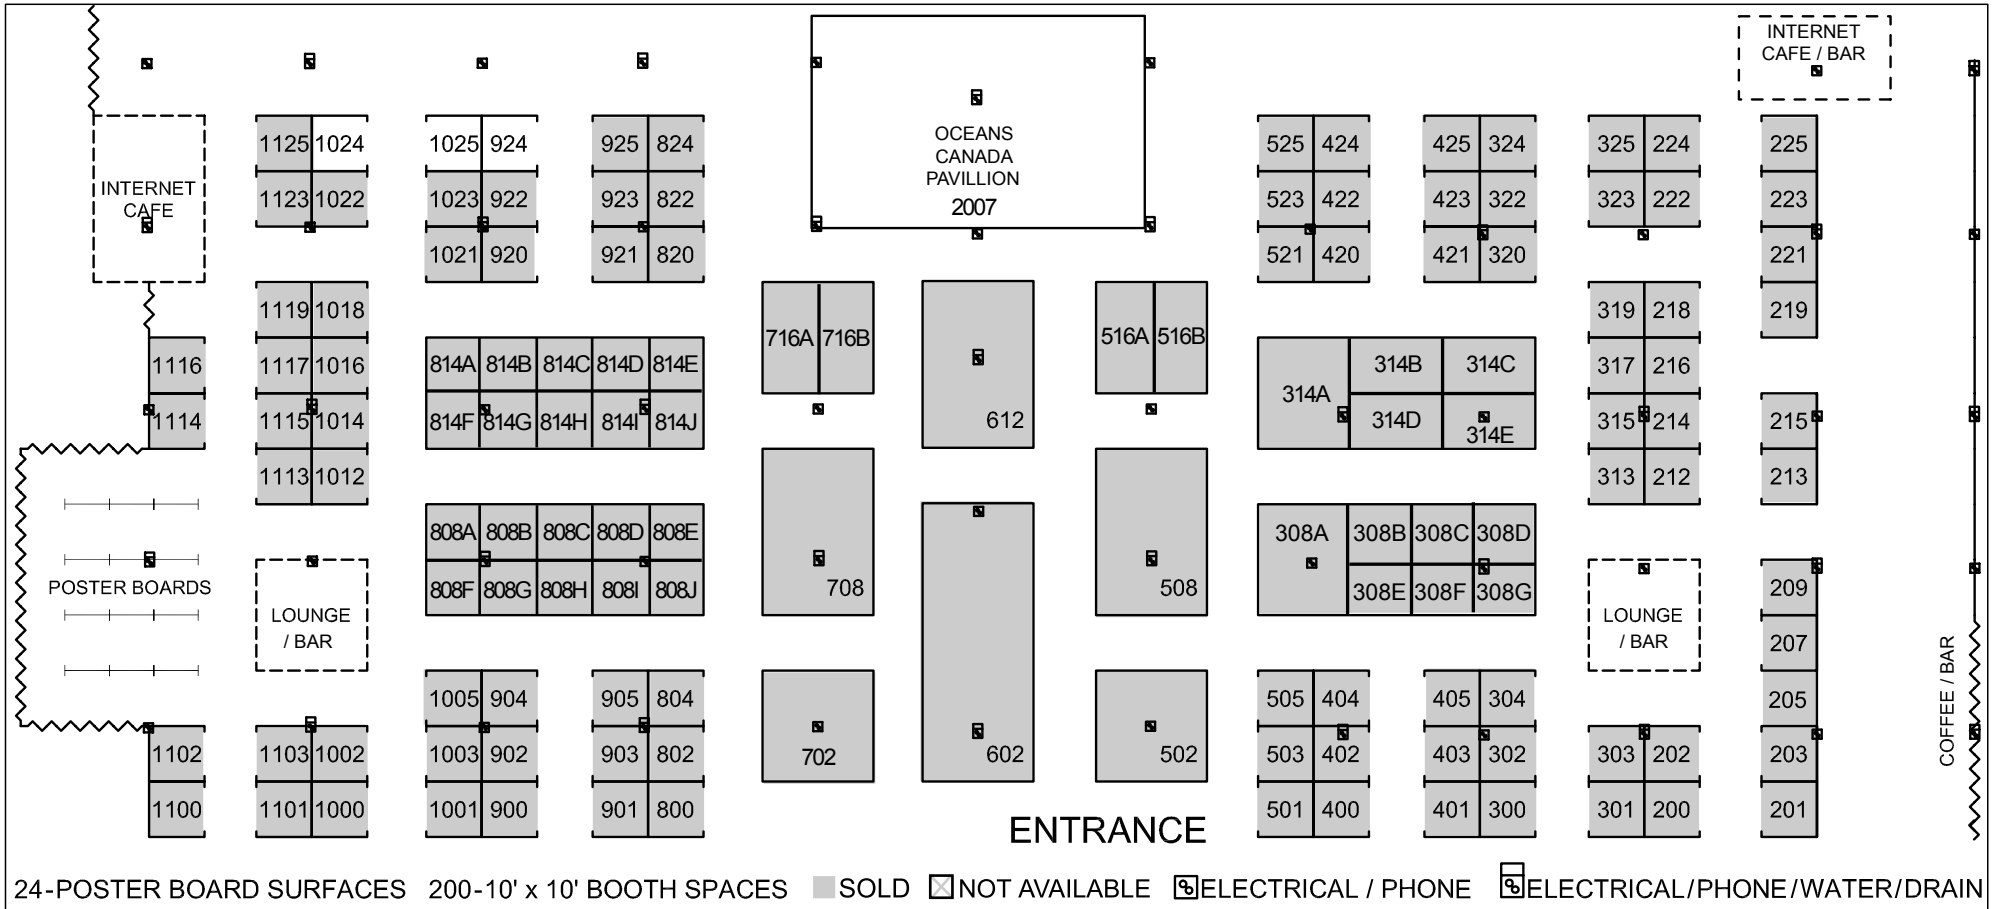 INTERNET
CAFE / BAR
OCEANS
CANADA
PAVILLION
2007
1125 1024 1025 924 925 824 525 424 425 324 325 224 225
INTERNET
CAFE
1123 1022 1023 922 923 822 523 422 423 322 323 222 223
1021 920 921 820 521 420 421 320 221
1119 1018 319 218 219
716A 716B 516A 516B
1116 1117 1016 814A 814B 814C 814D 814E 314B 314C 317 216
314A
1114 1115 1014 814F 814G 814H 814I 814J 612 314D 314E 315 214 215
1113 1012 313 212 213
808A 808B 808C 808D 808E 308A 308B 308C 308D
POSTER BOARDS 808F 808G 808H 808I 808J 708 508 308E 308F 308G 209
LOUNGE
/ BAR
LOUNGE
/ BAR
207
COFFEE / BAR
1005 904 905 804 505 404 405 304 205
1102 1103 1002 1003 902 903 802 702 602 502 503 402 403 302 303 202 203
1100 1101 1000 1001 900 901 800 501 400 401 300 301 200 201
ENTRANCE
24-POSTER BOARD SURFACES 200-10' x 10' BOOTH SPACES SOLD NOT AVAILABLE ELECTRICAL / PHONE ELECTRICAL/PHONE/WATER/DRAIN